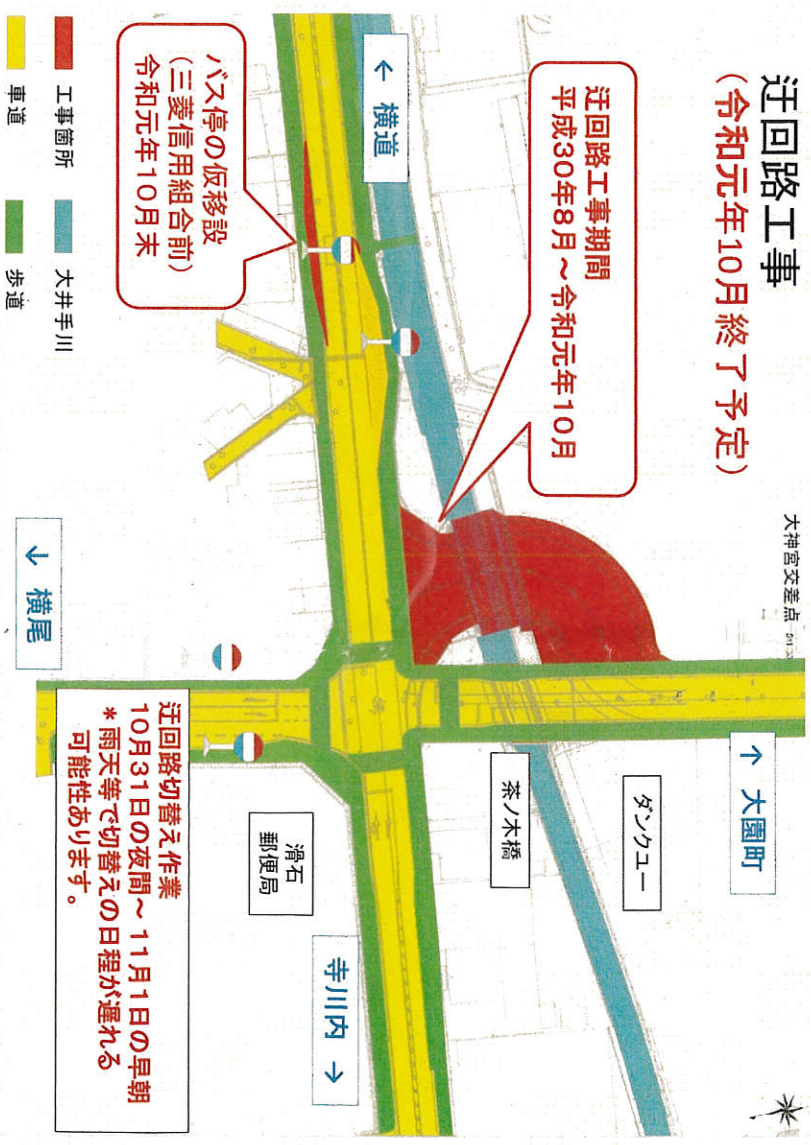 迂回路工事
(令和元年10月終了予定)
大神宮交差点
迂回路工事期間
平成30年8月～令和元年10月
← 横道
↑ 大園町
ダンクユー
茶ノ木橋
バス停の仮移設
(三菱信用組合前)
令和元年10月末
滑石
郵便局
寺川内 →
↓ 横尾
迂回路切替え作業
10月31日の夜間～11月1日の早朝
*雨天等で切替えの日程が遅れる
可能性あります。
工事箇所
大井手川
車道
歩道